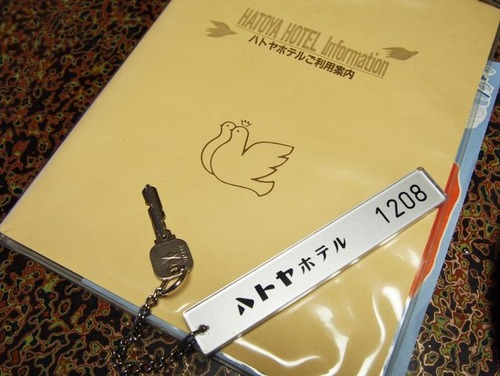 HATOYA HOTEL Information
ハトヤホテルご利用案内
ハトヤホテル 1208